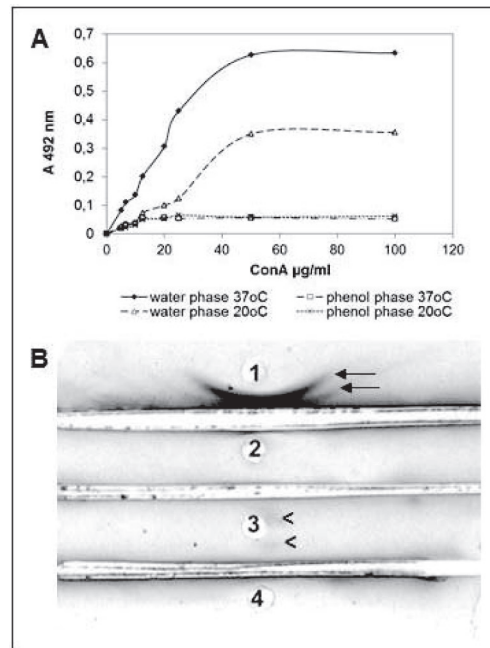 A
0,7
0,6
0,5
0,4
0,3
0,2
0,1
0
A 492 nm
0 20 40 60 80 100 120
ConA µg/ml
water phase 37oC phenol phase 37oC
water phase 20oC phenol phase 20oC
B
1
2
3
<
<
4